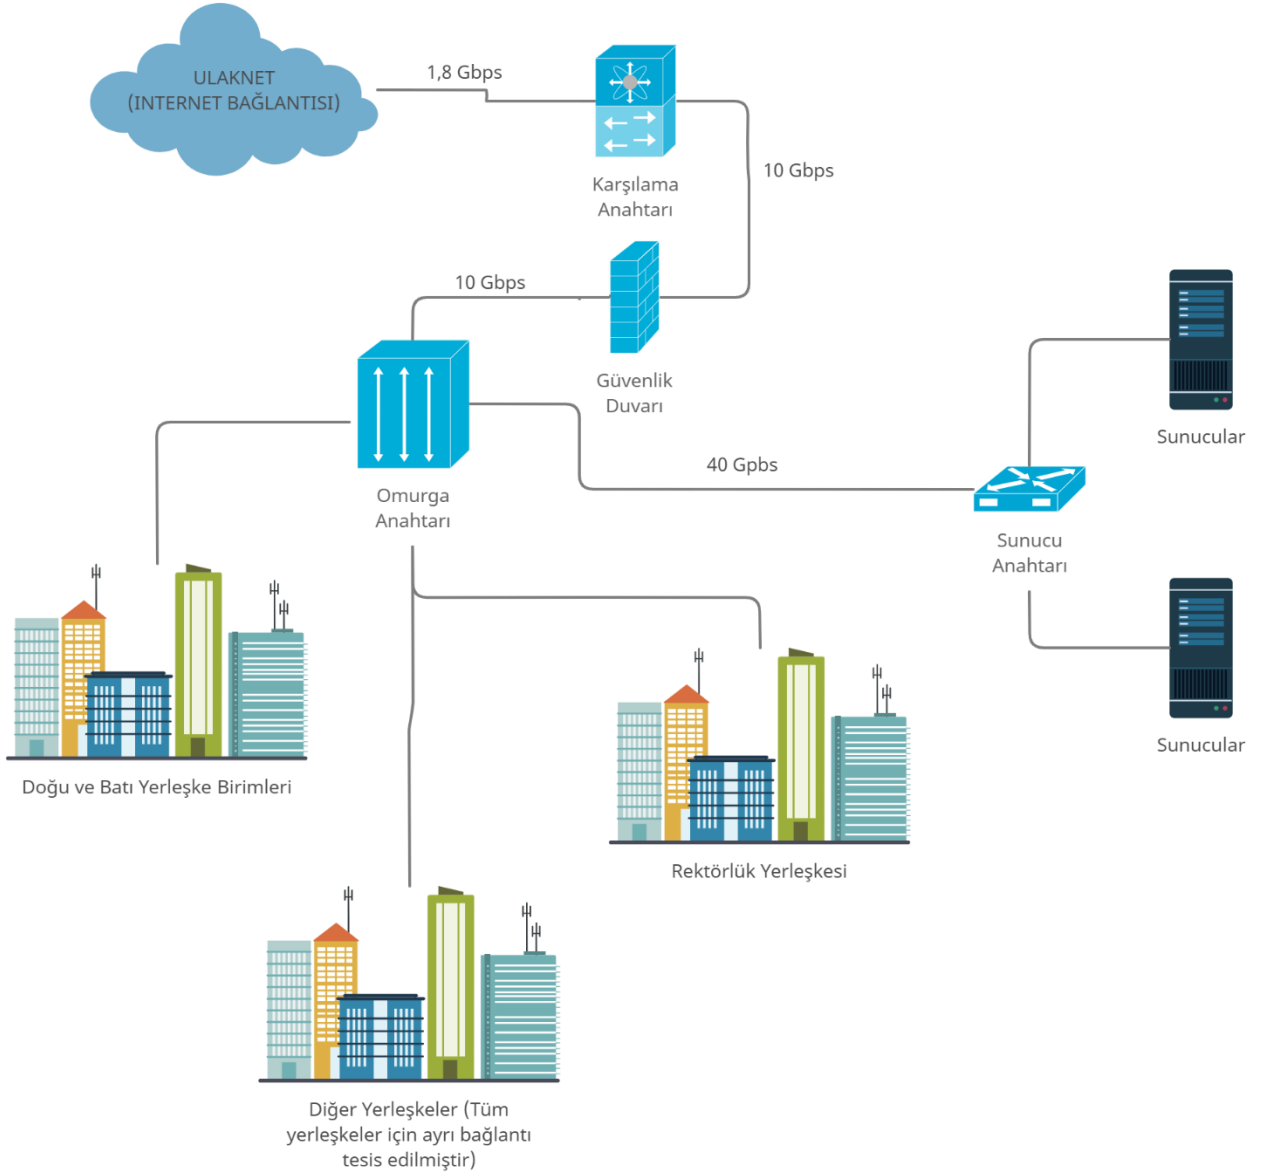 ULAKNET
(INTERNET BAĞLANTISI)
1,8 Gbps
Karşılama
Anahtarı
10 Gbps
10 Gbps
Güvenlik
Duvarı
Omurga
Anahtarı
40 Gpbs
Sunucular
Sunucu
Anahtarı
Sunucular
Doğu ve Batı Yerleşke Birimleri
Rektörlük Yerleşkesi
Diğer Yerleşkeler (Tüm
yerleşkeler için ayrı bağlantı
tesis edilmiştir)